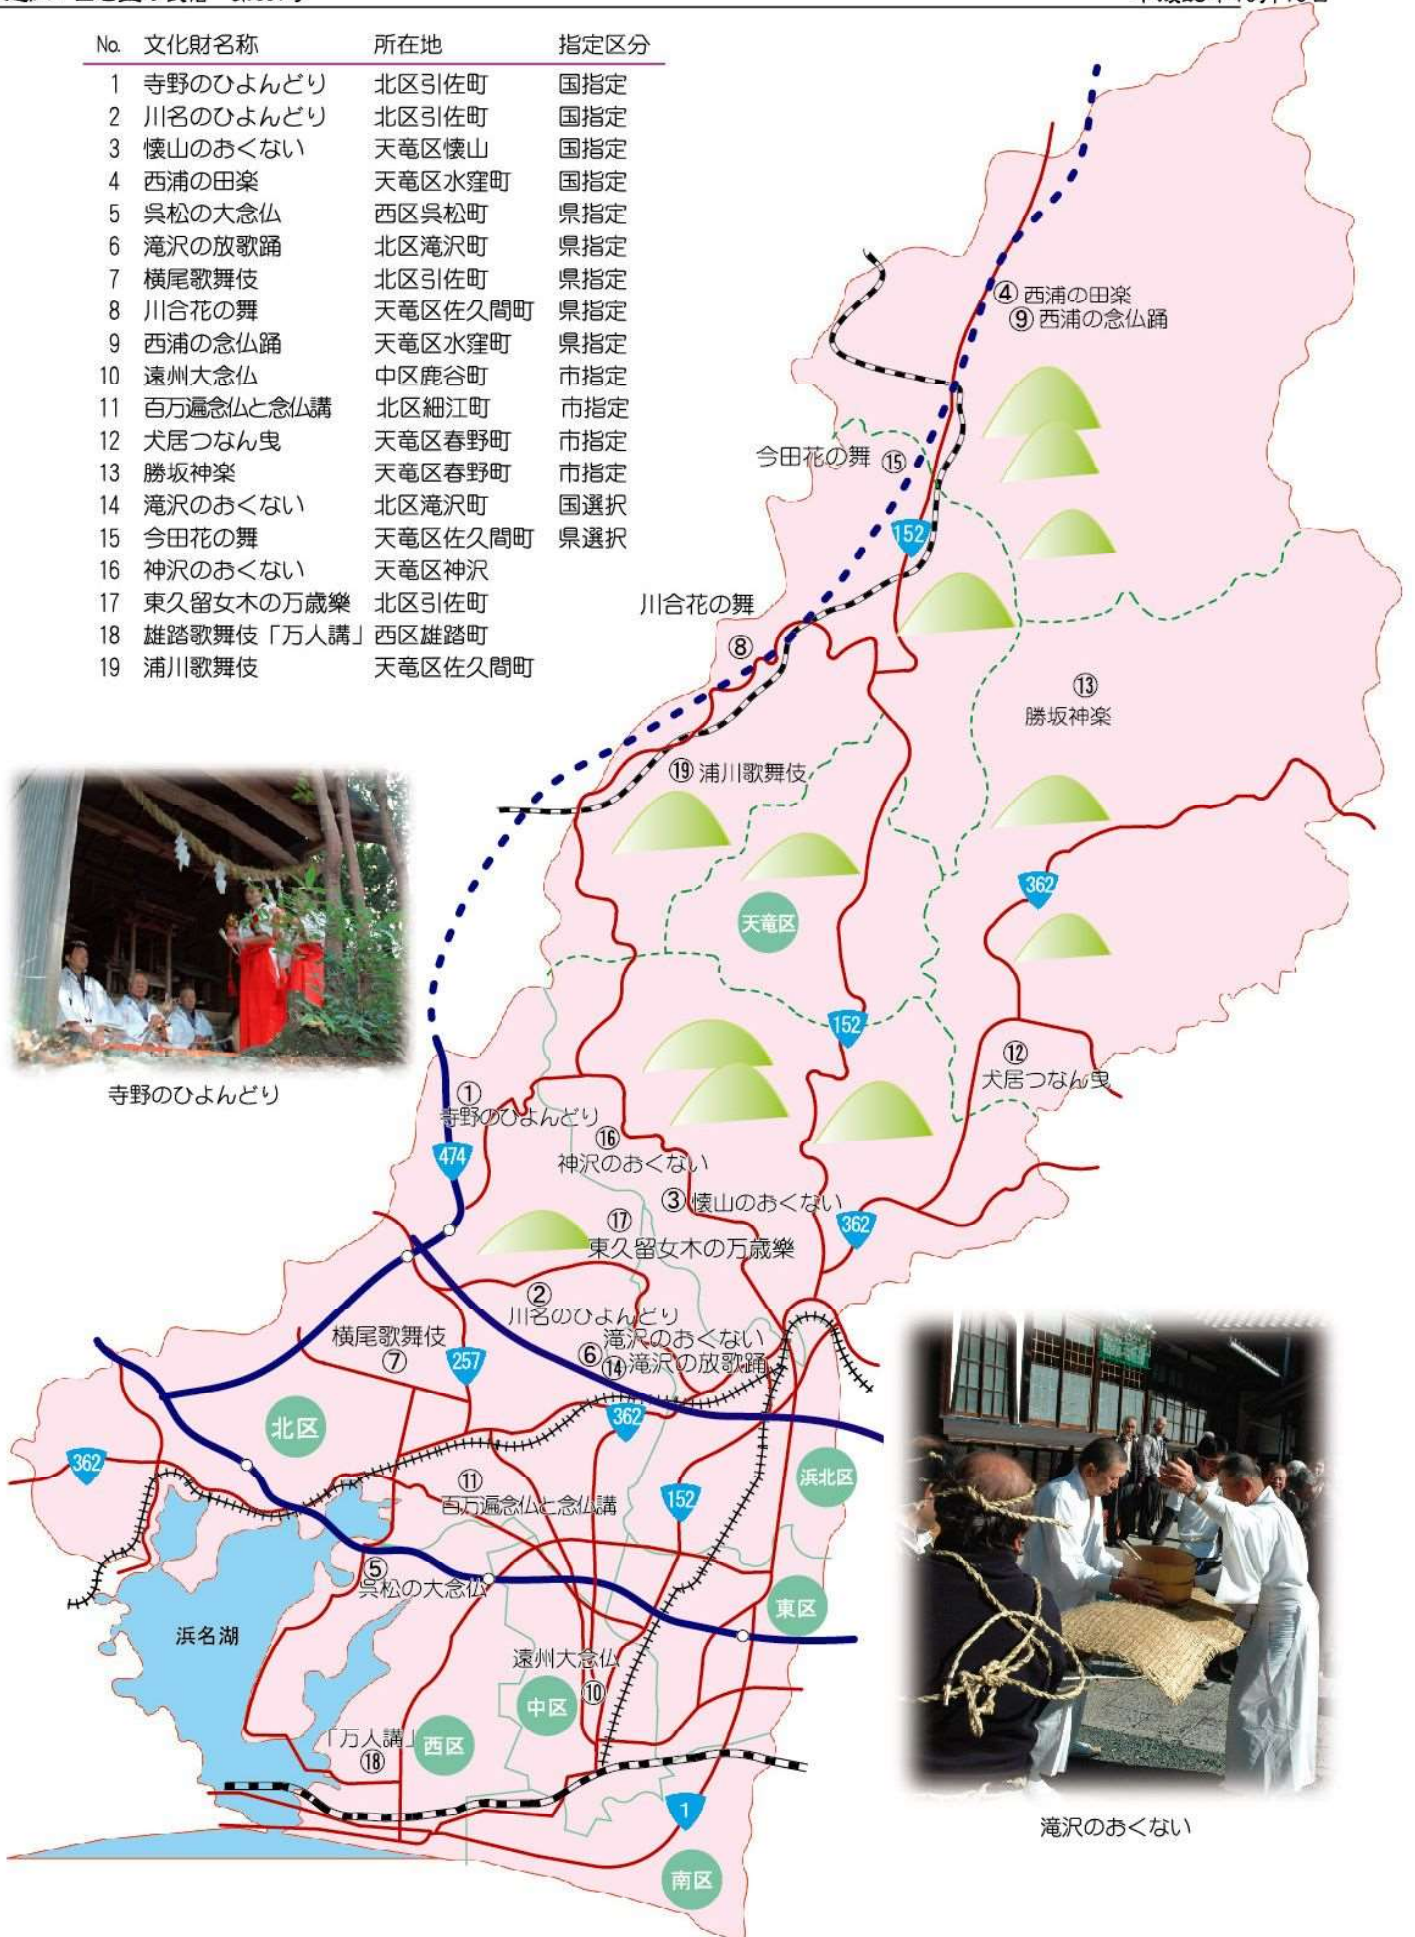 No. 文化財名称 所在地 指定区分
1 寺野のひよんどり 北区引佐町 国指定
2 川名のひよんどり 北区引佐町 国指定
3 懐山のおくない 天竜区懐山 国指定
4 西浦の田楽 天竜区水窪町 国指定
5 呉松の大念仏 西区呉松町 県指定
6 滝沢の放歌踊 北区滝沢町 県指定
7 横尾歌舞伎 北区引佐町 県指定
8 川合花の舞 天竜区佐久間町 県指定
9 西浦の念仏踊 天竜区水窪町 県指定
10 遠州大念仏 中区鹿谷町 市指定
11 百万遍念仏と念仏講 北区細江町 市指定
12 犬居つなん曳 天竜区春野町 市指定
13 勝坂神楽 天竜区春野町 市指定
14 滝沢のおくない 北区滝沢町 国選択
15 今田花の舞 天竜区佐久間町 県選択
16 神沢のおくない 天竜区神沢
17 東久留女木の万歳樂 北区引佐町
18 雄踏歌舞伎「万人講」 西区雄踏町
19 浦川歌舞伎 天竜区佐久間町
④ 西浦の田楽
⑨ 西浦の念仏踊
今田花の舞 ⑮
152
川合花の舞
⑧
⑬
勝坂神楽
⑲ 浦川歌舞伎
362
天竜区
152
⑫
犬居つなん曳
寺野のひよんどり
①
寺野のひよんどり
474
⑯
神沢のおくない
③ 懐山のおくない
⑰
東久留女木の万歳樂
362
②
川名のひよんどり
横尾歌舞伎
⑦
257
滝沢のおくない
⑥ ⑭ 滝沢の放歌踊
北区
362
362
浜北区
⑪
百万遍念仏と念仏講
152
⑤
呉松の大念仏
東区
浜名湖
遠州大念仏
⑩
中区
「万人講」
⑱
西区
1
南区
滝沢のおくない